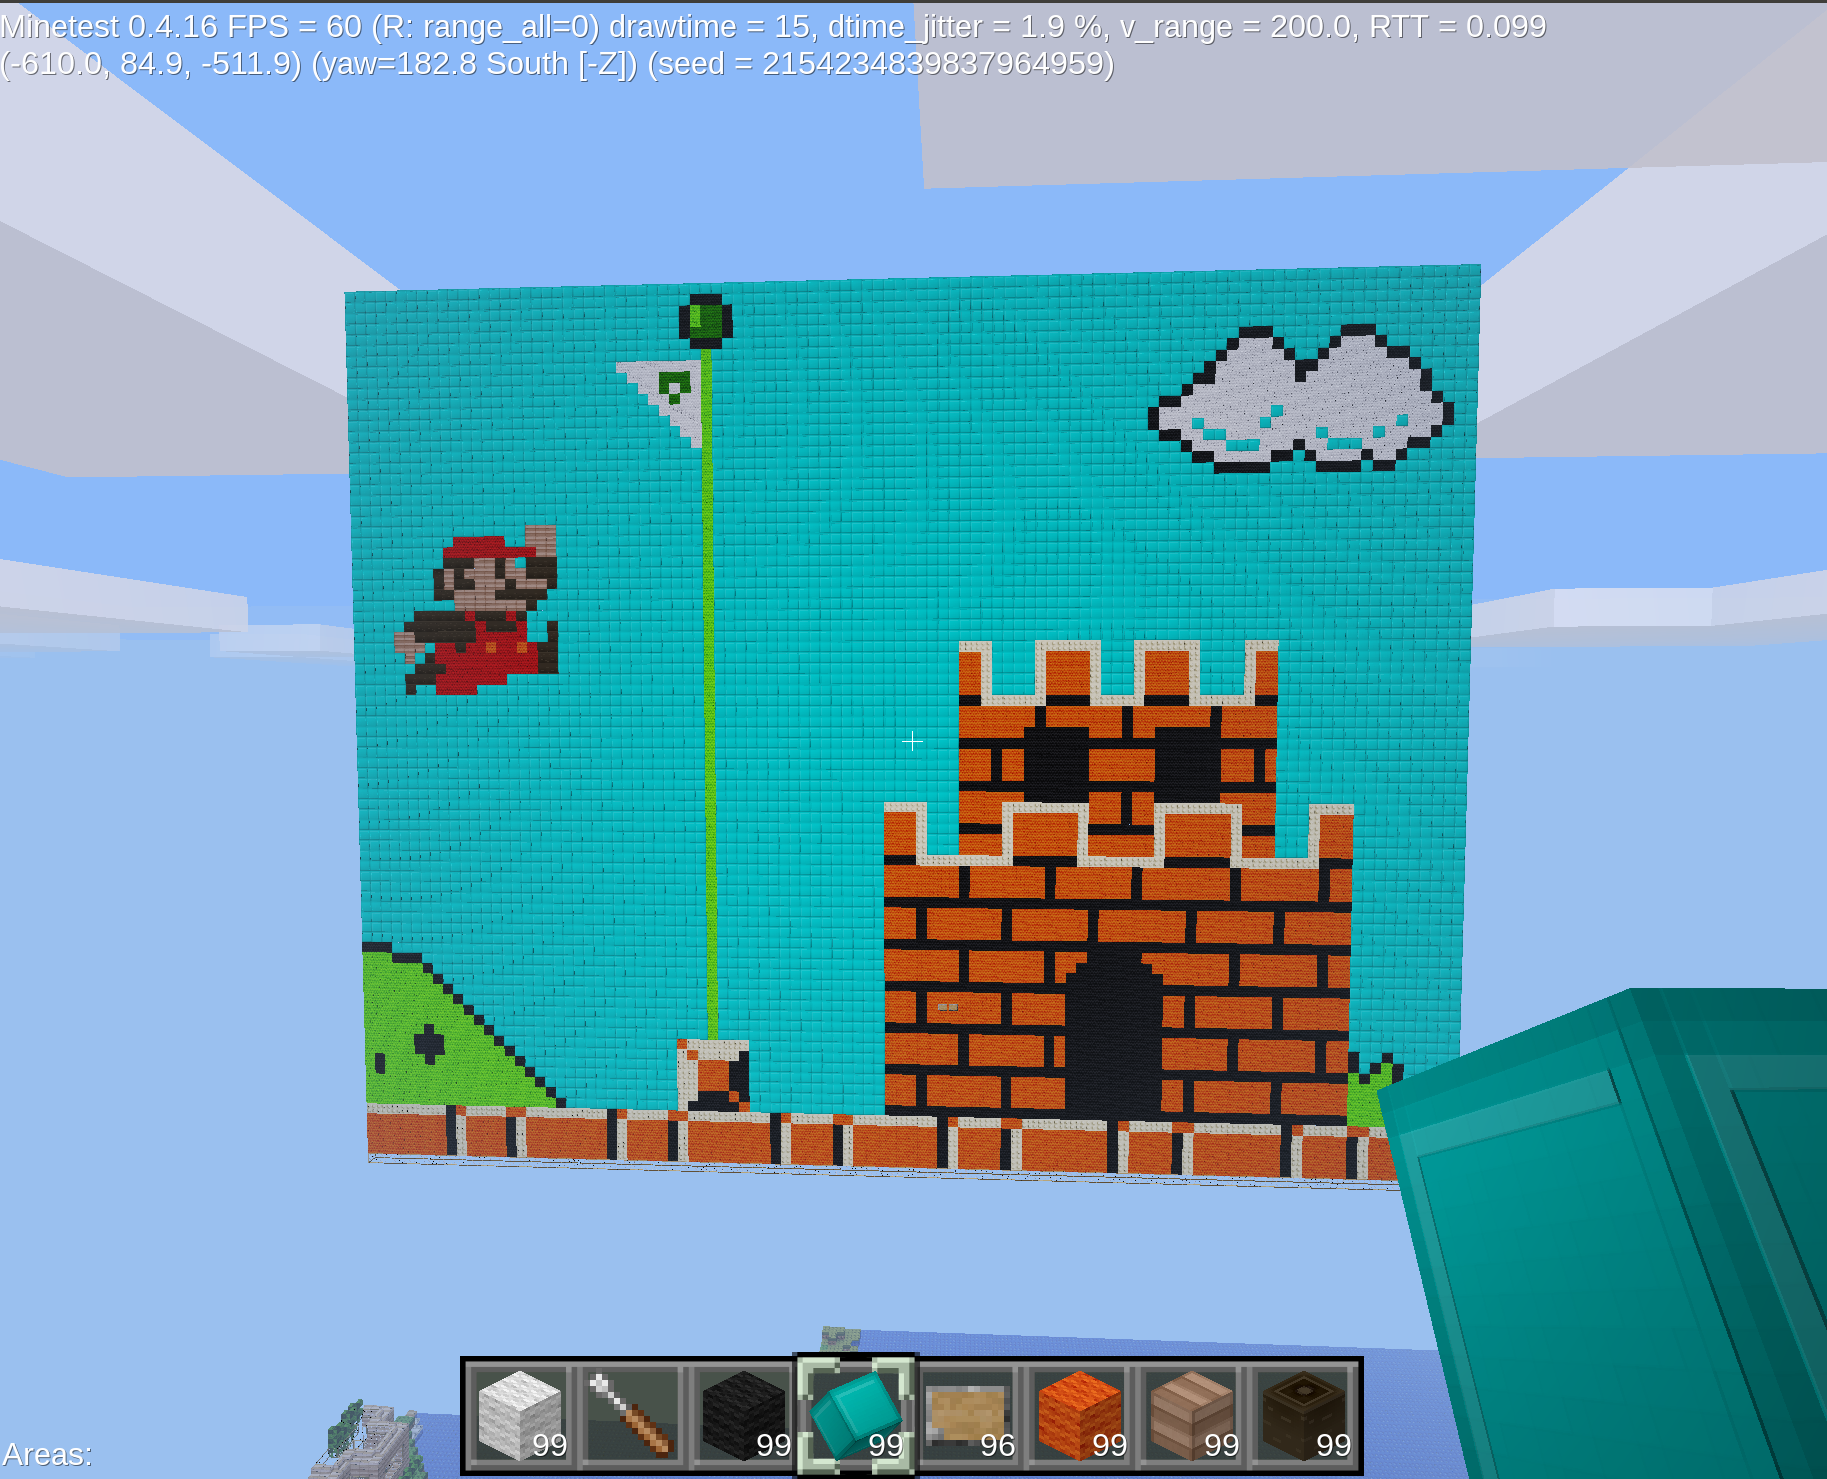 Minetest 0.4.16 FPS = 60 (R: range_all=0) drawtime = 15, dtime_jitter = 1.9 %, v_range = 200.0, RTT = 0.099
(-610.0, 84.9, -511.9) (yaw=182.8 South [-Z]) (seed = 2154234839837964959)
Areas:
99 99 99 96 99 99 99